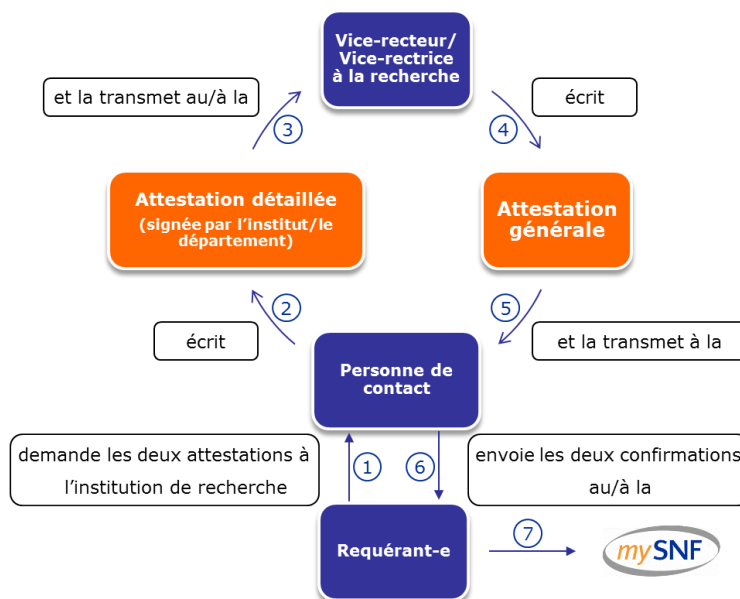 Vice-recteur/
Vice-rectrice
à la recherche
et la transmet au/à la
écrit
3
4
Attestation détaillée
(signée par l'institut/le
département)
Attestation
générale
2
5
écrit
et la transmet à la
Personne de
contact
demande les deux attestations à
l'institution de recherche
1
6
envoie les deux confirmations
au/à la
Requérant-e
7
mySNF